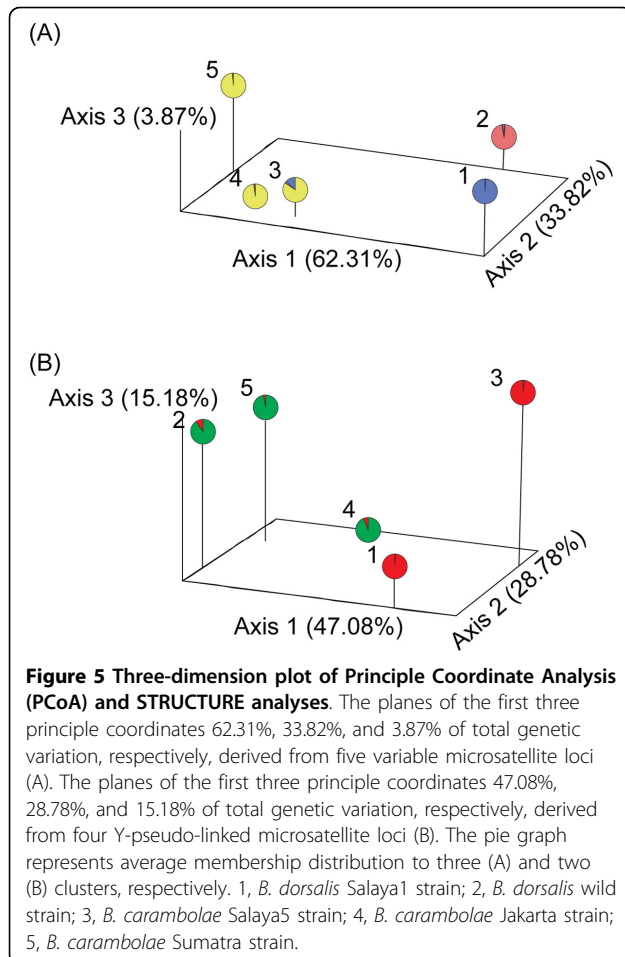 (A)
5
Axis 3 (3.87%)
2
4
3
1
Axis 1 (62.31%)
Axis 2 (33.82%)
(B)
Axis 3 (15.18%)
5
3
2
4
1
Axis 1 (47.08%)
Axis 2 (28.78%)
Figure 5 Three-dimension plot of Principle Coordinate Analysis
(PCoA) and STRUCTURE analyses. The planes of the first three
principle coordinates 62.31%, 33.82%, and 3.87% of total genetic
variation, respectively, derived from five variable microsatellite loci
(A). The planes of the first three principle coordinates 47.08%,
28.78%, and 15.18% of total genetic variation, respectively, derived
from four Y-pseudo-linked microsatellite loci (B). The pie graph
represents average membership distribution to three (A) and two
(B) clusters, respectively. 1, B. dorsalis Salaya1 strain; 2, B. dorsalis wild
strain; 3, B. carambolae Salaya5 strain; 4, B. carambolae Jakarta strain;
5, B. carambolae Sumatra strain.